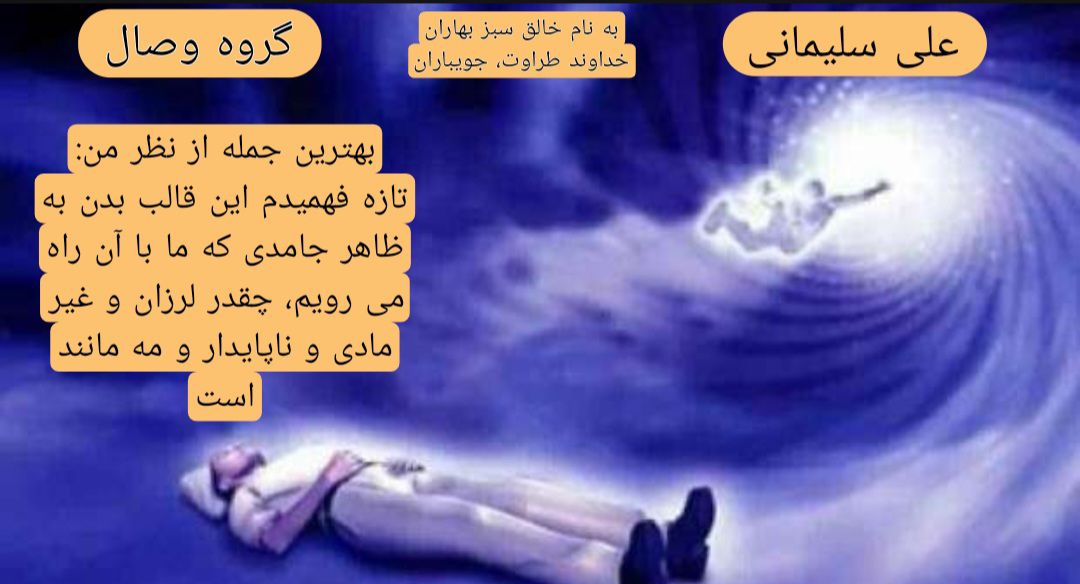 علی سلیمانی
به نام خالق سبز بهاران
خداوند طراوت، جویباران
گروه وصال
بهترین جمله از نظر من:
تازه فهمیدم این قالب بدن به
ظاهر جامدی که ما با آن راه
می رویم، چقدر لرزان و غیر
مادی و ناپایدار و مه مانند
است